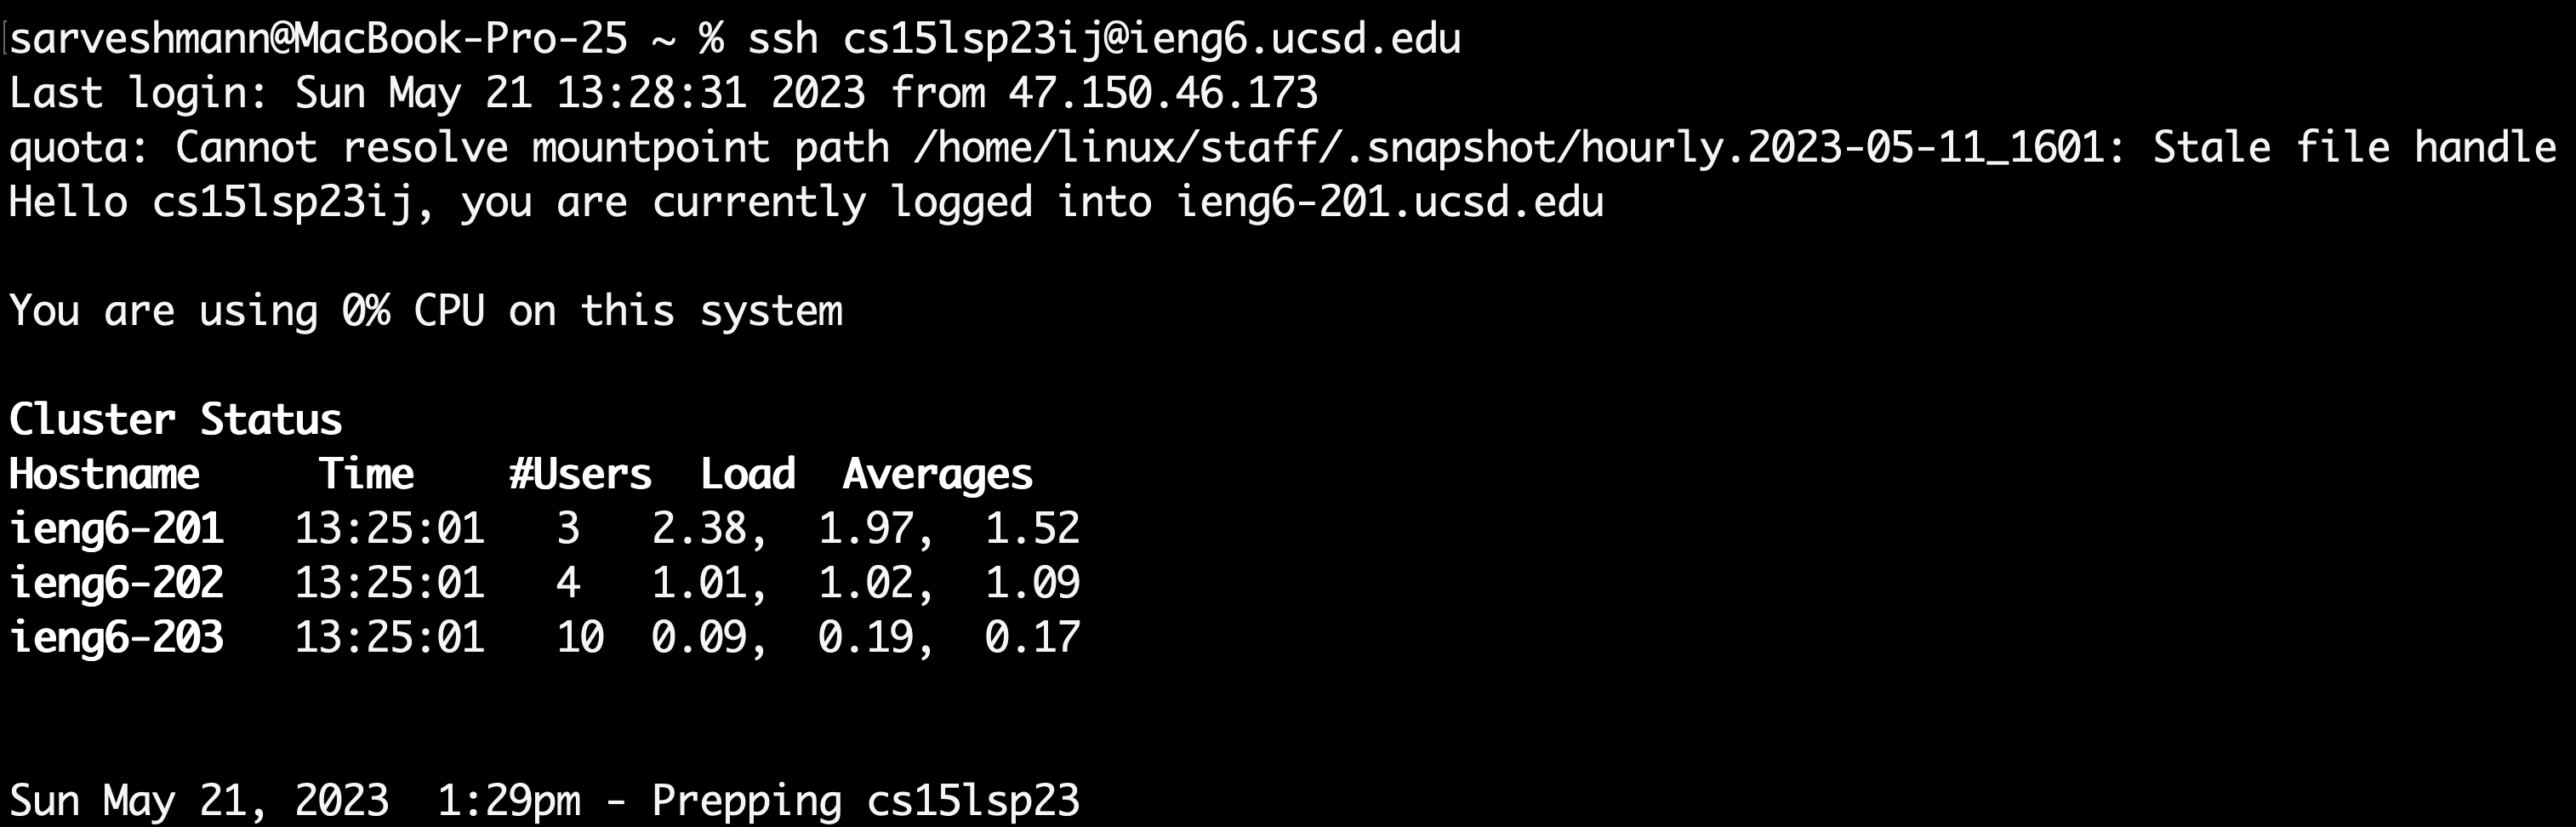 sarveshmann@MacBook-Pro-25 ~ % ssh cs15lsp23ij@ieng6.ucsd.edu
Last login: Sun May 21 13:28:31 2023 from 47.150.46.173
quota: Cannot resolve mountpoint path /home/linux/staff/.snapshot/hourly.2023-05-11_1601: Stale file handle
Hello cs15lsp23ij, you are currently logged into ieng6-201.ucsd.edu
You are using 0% CPU on this system
Cluster Status
Hostname     Time    #Users  Load  Averages
ieng6-201   13:25:01   3   2.38,  1.97,  1.52
ieng6-202   13:25:01   4   1.01,  1.02,  1.09
ieng6-203   13:25:01   10  0.09,  0.19,  0.17
Sun May 21, 2023  1:29pm - Prepping cs15lsp23